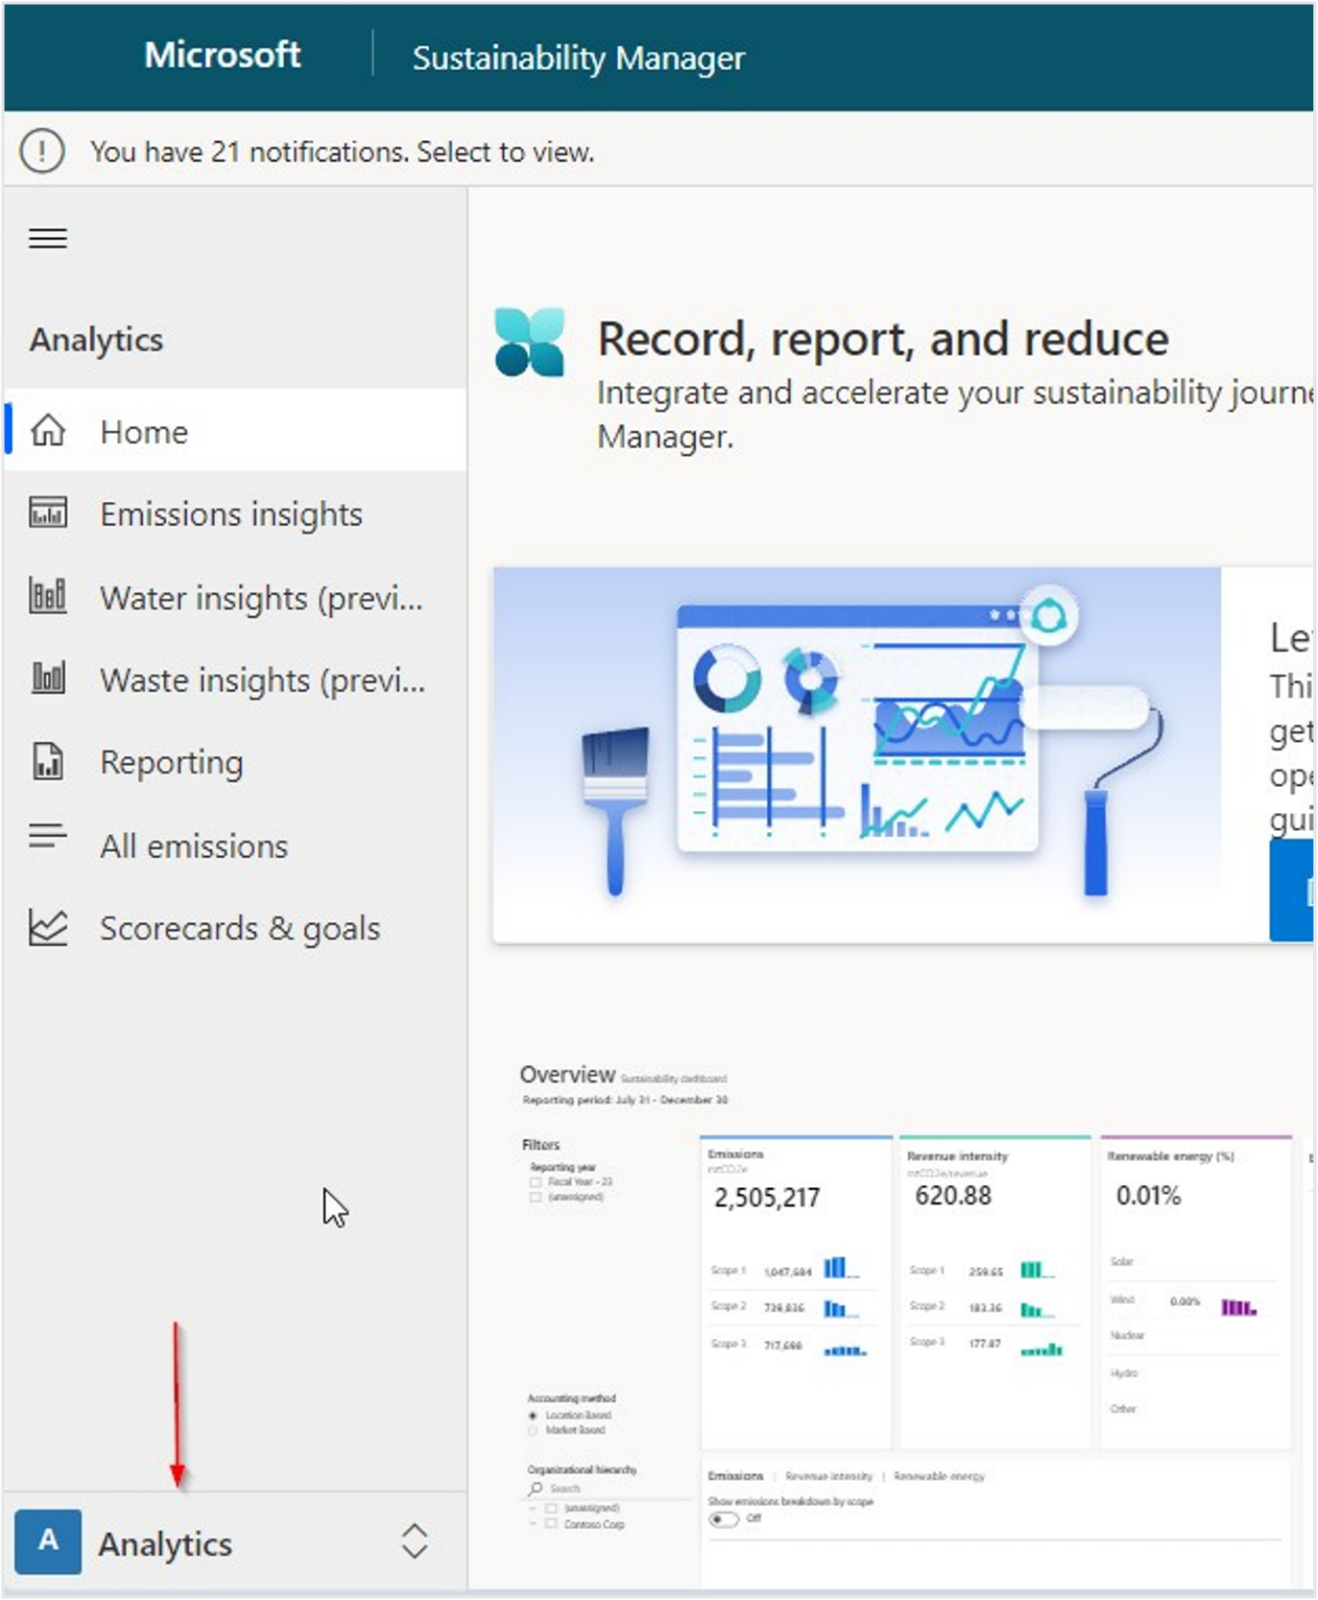 Microsoft
Sustainability Manager
You have 21 notifications. Select to view.
Analytics
Home
Emissions insights
Water insights (previ...
Waste insights (previ...
Reporting
All emissions
Scorecards & goals
A Analytics
Record, report, and reduce
Integrate and accelerate your sustainability journe
Manager.
Le
Thi
get
ope
gui
Overview Sustainability dashboard
Reporting period: July 31 - December 30
Filters
Reporting year
Fiscal Year - 23
(unassigned)
Accounting method
Location Based
Market Based
Organizational hierarchy
Search
(unassigned)
Contoso Corp
Emissions
mtCO2e
2,505,217
Scope 1 1,047,684
Scope 2 739,836
Scope 3 717,698
Revenue intensity
mtCO2e/revenue
620.88
Scope 1 259.65
Scope 2 183.36
Scope 3 177.87
Renewable energy (%)
0.01%
Solar
Wind 0.00%
Nuclear
Hydro
Other
Emissions | Revenue intensity | Renewable energy
Show emissions breakdown by scope
Off